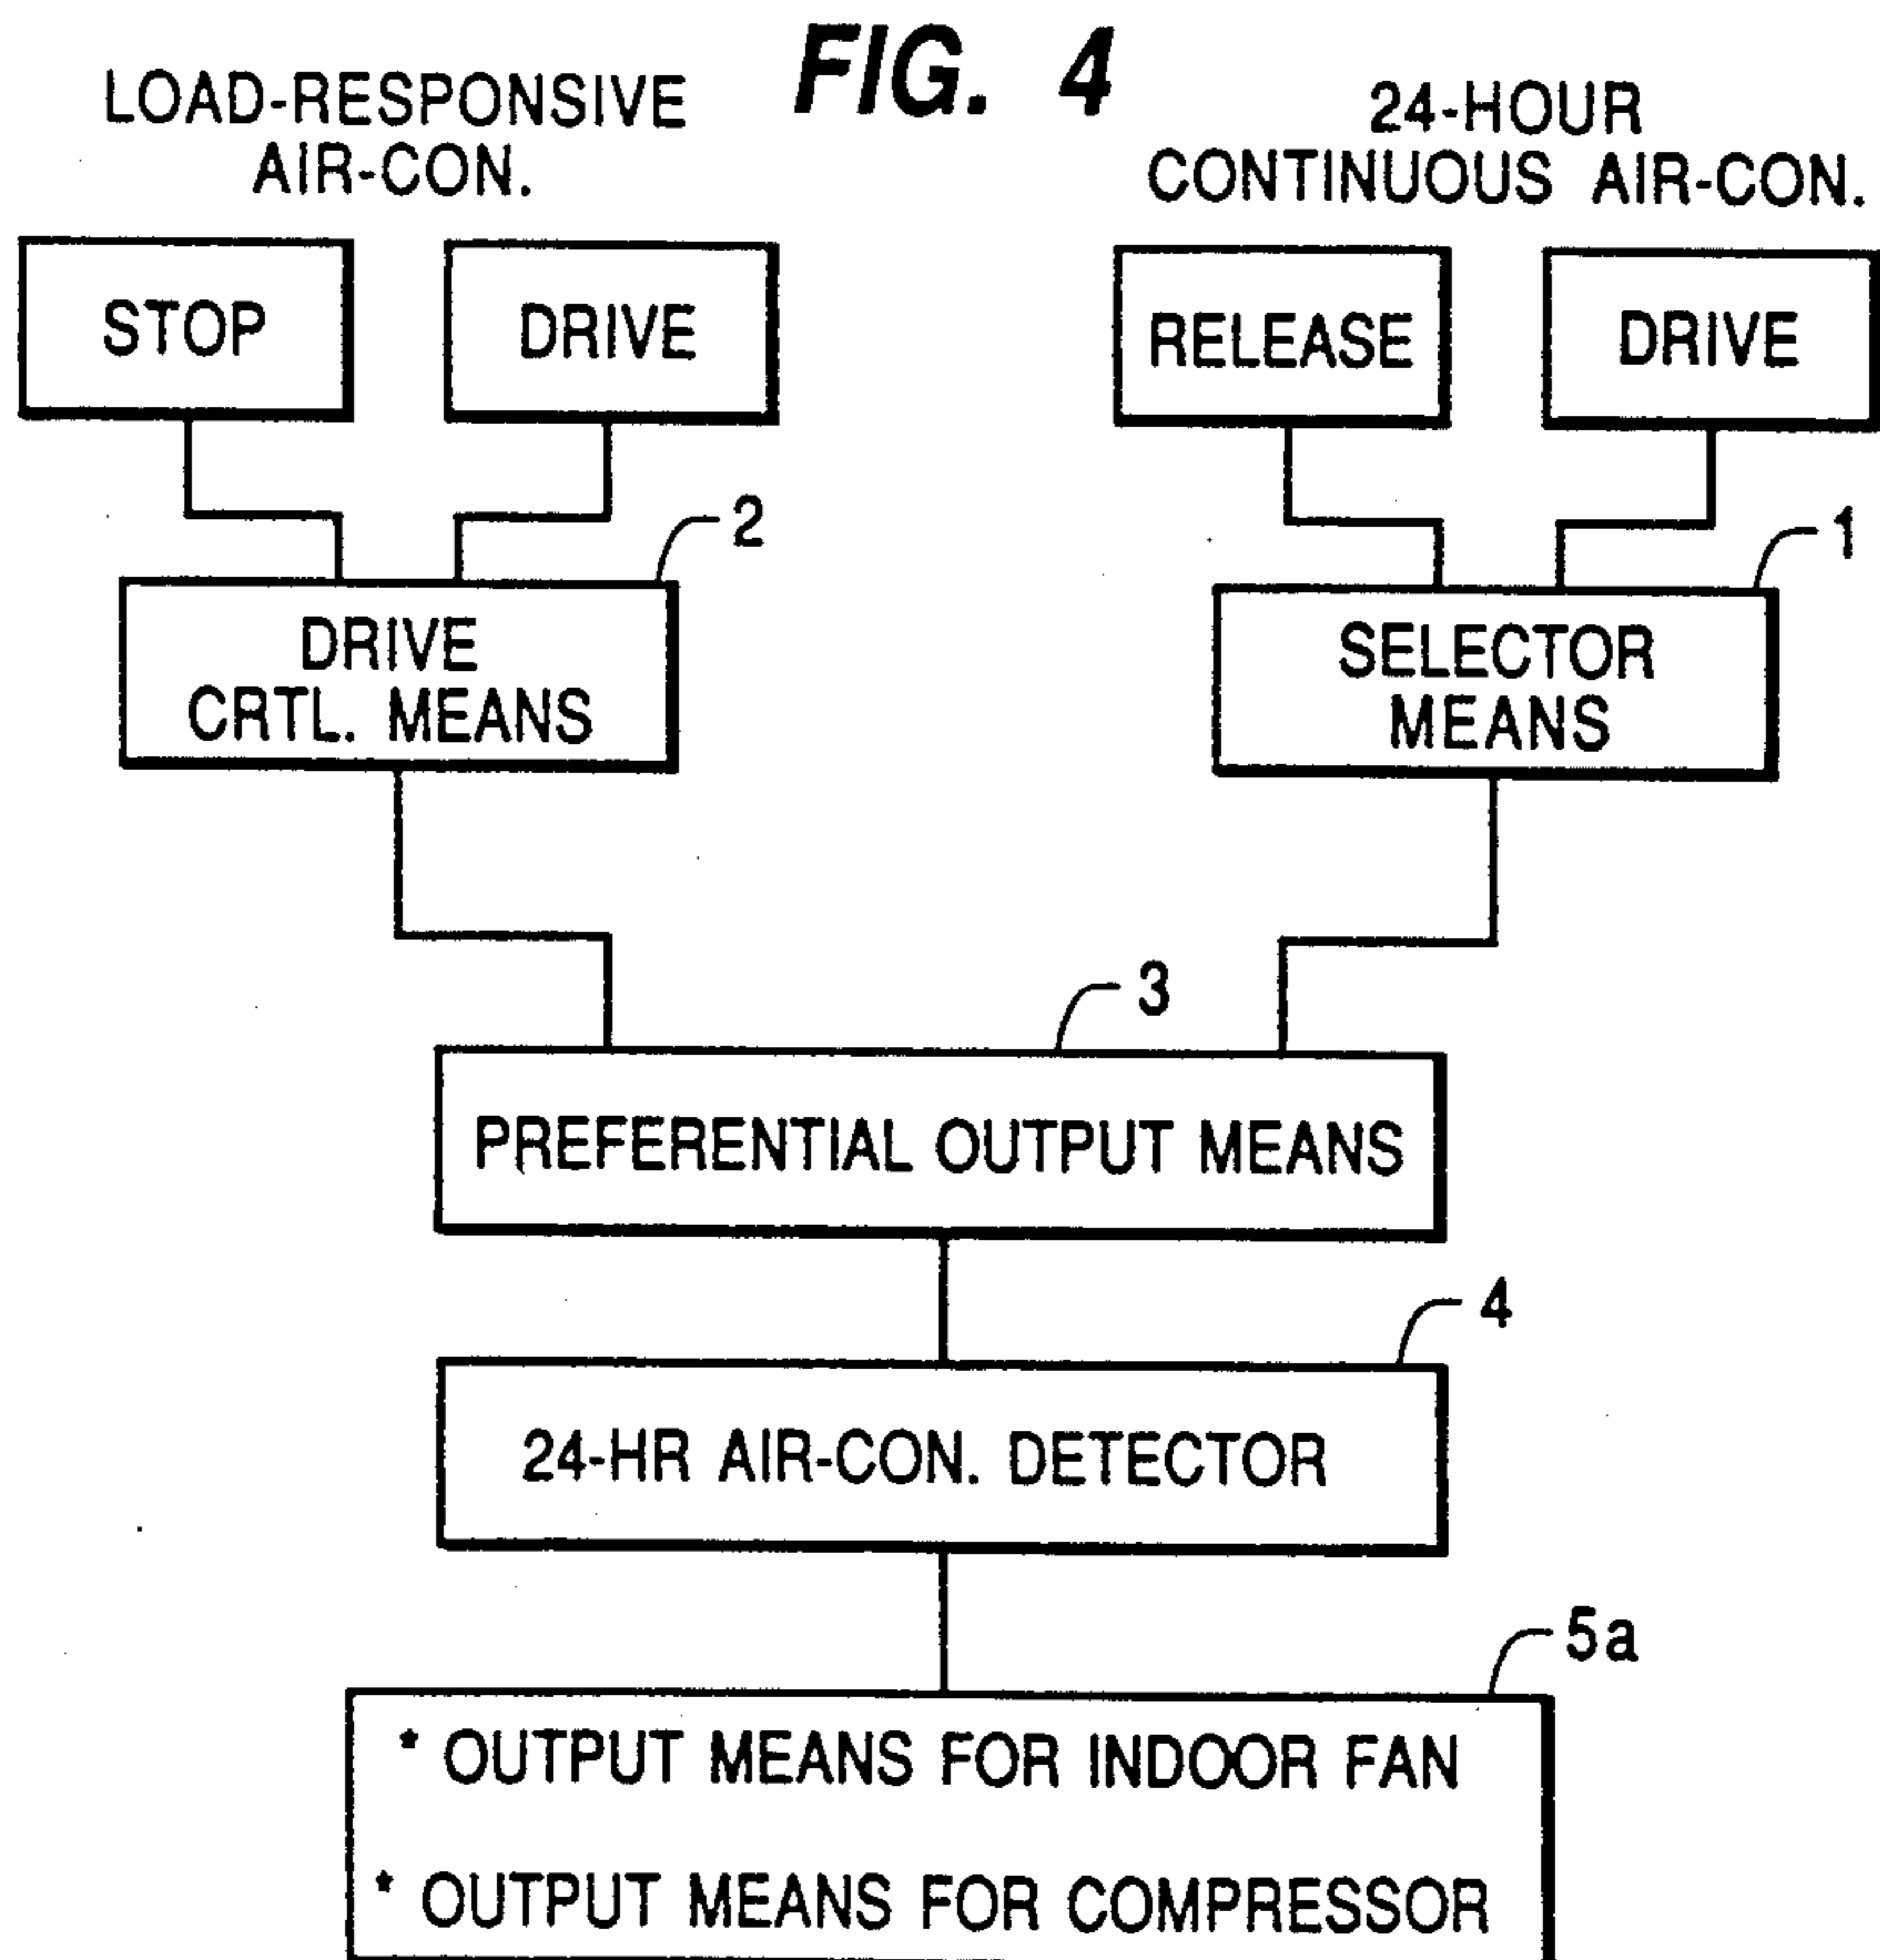 FIG. 4
LOAD-RESPONSIVE
AIR-CON.
24-HOUR
CONTINUOUS AIR-CON.
STOP
DRIVE
RELEASE
DRIVE
2
1
DRIVE
CRTL. MEANS
SELECTOR
MEANS
3
PREFERENTIAL OUTPUT MEANS
4
24-HR AIR-CON. DETECTOR
5a
* OUTPUT MEANS FOR INDOOR FAN
* OUTPUT MEANS FOR COMPRESSOR